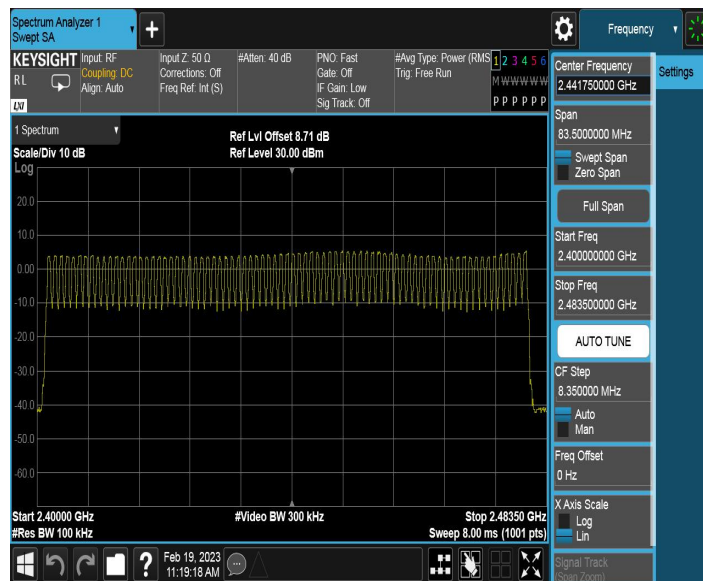 Spectrum Analyzer 1
Swept SA
+
Frequency
KEYSIGHT
RL
LXI
Input: RF
Coupling: DC
Align: Auto
Input Z: 50 Ω
Corrections: Off
Freq Ref: Int (S)
#Atten: 40 dB
PNO: Fast
Gate: Off
IF Gain: Low
Sig Track: Off
#Avg Type: Power (RMS
Trig: Free Run
1 2 3 4 5 6
M W W W W W
P P P P P P
Settings
Center Frequency
2.441750000 GHz
Span
83.5000000 MHz
Swept Span
Zero Span
Full Span
Start Freq
2.400000000 GHz
Stop Freq
2.483500000 GHz
AUTO TUNE
CF Step
8.350000 MHz
Auto
Man
Freq Offset
0 Hz
X Axis Scale
Log
Lin
Signal Track
(Span Zoom)
1 Spectrum
Scale/Div 10 dB
Ref Lvl Offset 8.71 dB
Ref Level 30.00 dBm
Log
20.0
10.0
0.00
-10.0
-20.0
-30.0
-40.0
-50.0
-60.0
Start 2.40000 GHz
#Video BW 300 kHz
Stop 2.48350 GHz
#Res BW 100 kHz
Sweep 8.00 ms (1001 pts)
?
Feb 19, 2023
11:19:18 AM